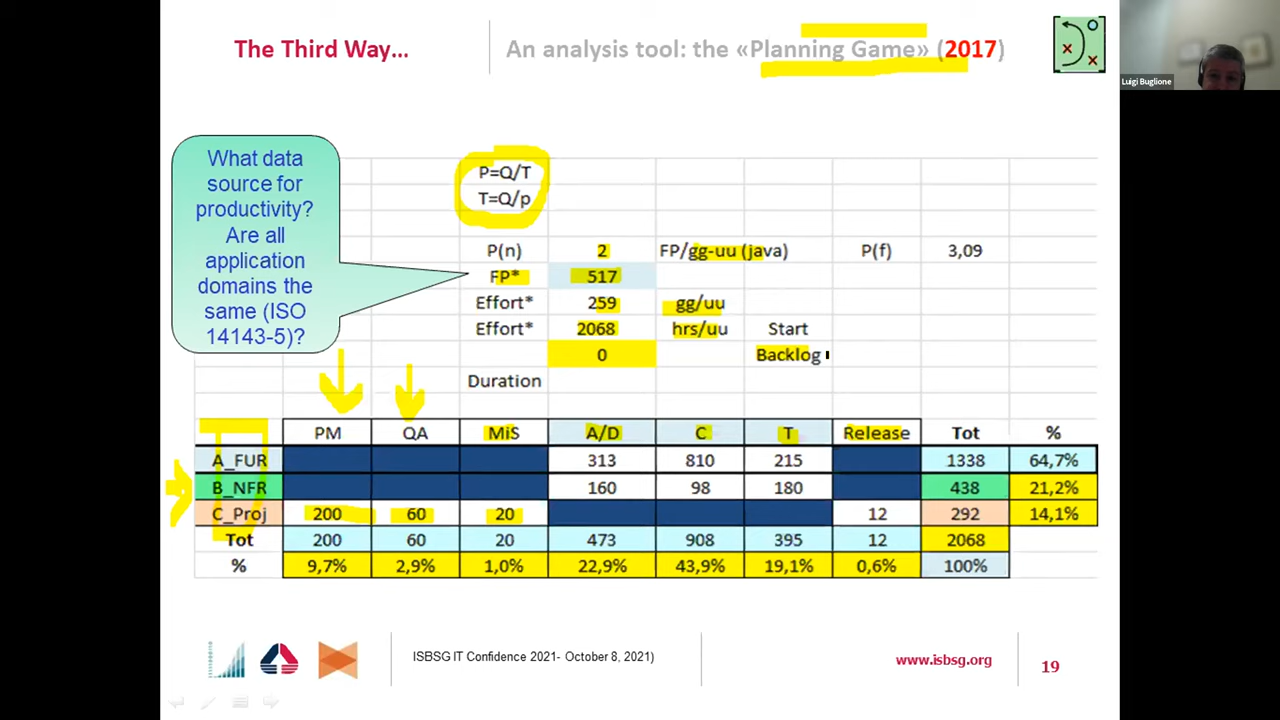 The Third Way...
An analysis tool: the «Planning Game» (2017)
Luigi Buglione
What data
source for
productivity?
Are all
application
domains the
same (ISO
14143-5)?
P=Q/T
T=Q/p
P(n) 2 FP/gg-uu (java) P(f) 3,09
FP* 517
Effort* 259 gg/uu
Effort* 2068 hrs/uu Start
0 Backlog
Duration
PM QA MiS A/D C T Release Tot %
A_FUR 313 810 215 1338 64,7%
B_NFR 160 98 180 438 21,2%
C_Proj 200 60 20 12 292 14,1%
Tot 200 60 20 473 908 395 12 2068
% 9,7% 2,9% 1,0% 22,9% 43,9% 19,1% 0,6% 100%
ISBSG IT Confidence 2021- October 8, 2021)
www.isbsg.org
19